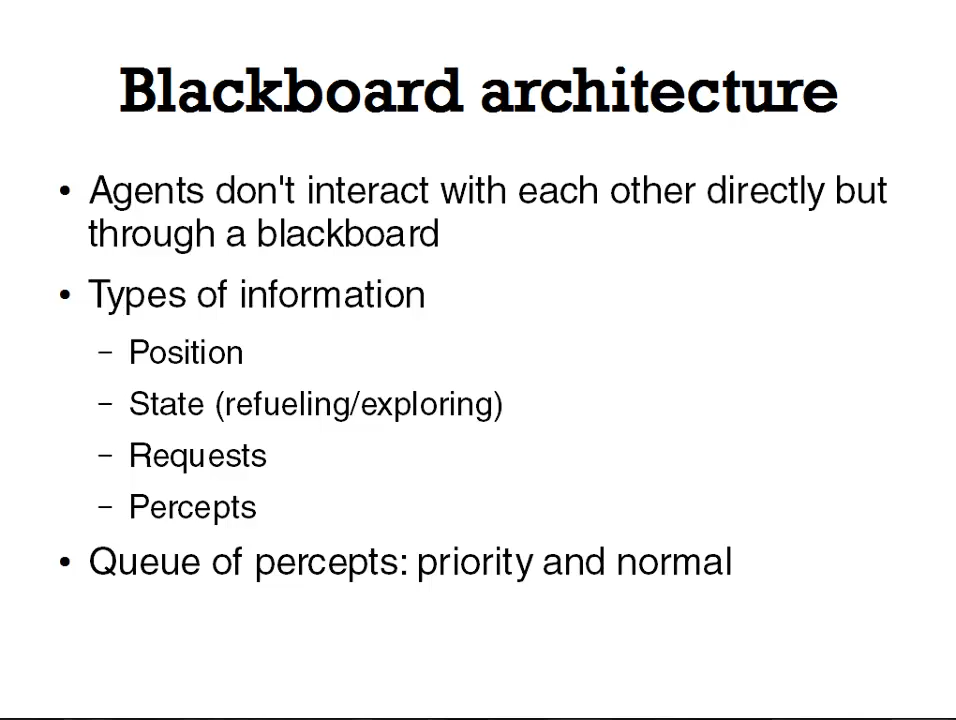 Blackboard architecture
• Agents don't interact with each other directly but
through a blackboard
• Types of information
– Position
– State (refueling/exploring)
– Requests
– Percepts
• Queue of percepts: priority and normal